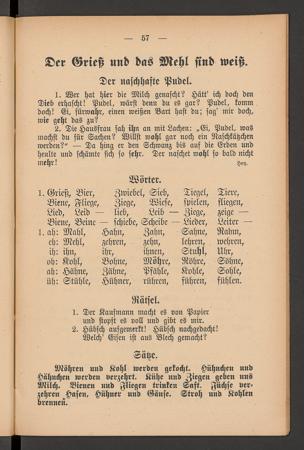 — 57 —
Der Grieß und das Mehl sind weiß.
Der naschhafte Pudel.
1. Wer hat hier die Milch genascht? Hätt' ich doch den
Dieb erhascht! Pudel, wärst denn du es gar? Pudel, komm
doch! Ei, fürwahr, einen weißen Bart hast du; sag' mir doch,
wie geht das zu?
2. Die Hausfrau sah ihn an mit Lachen: „Ei, Pudel, was
machst du für Sachen? Willst wohl gar noch ein Naschkätzchen
werden?“ — Da hing er den Schwanz bis auf die Erden und
heulte und schämte sich so sehr. Der naschet wohl so bald nicht
mehr! Hey.
Wörter.
1. Grieß, Bier, Zwiebel, Sieb, Tiegel, Tiere,
Biene, Fliege, Ziege, Wiese, spielen, fliegen,
Lied, Leid — lieb, Leib — Ziege, zeige —
Biene, Beine — schiebe, Scheibe — Lieder, Leiter —
1. ah: Mahl, Hahn, Zahn, Sahne, Rahm,
eh: Mehl, zehren, zehn, lehren, wehren,
ih: ihn, ihr, ihnen, Stuhl, Uhr,
oh: Kohl, Bohne, Möhre, Röhre, Söhne,
äh: Hähne, Zähne, Pfähle, Kohle, Sohle,
üh: Stühle, Hühner, rühren, führen, fühlen.
Rätsel.
1. Der Kaufmann macht es von Papier
und stopft es voll und gibt es mir.
2. Hübsch aufgemerkt! Hübsch nachgedacht!
Welch' Eisen ist aus Blech gemacht?
Sätze.
Möhren und Kohl werden gekocht. Hühnchen und
Hähnchen werden verzehrt. Kühe und Ziegen geben uns
Milch. Bienen und Fliegen trinken Saft. Füchse ver-
zehren Hasen, Hühner und Gänse. Stroh und Kohlen
brennen.